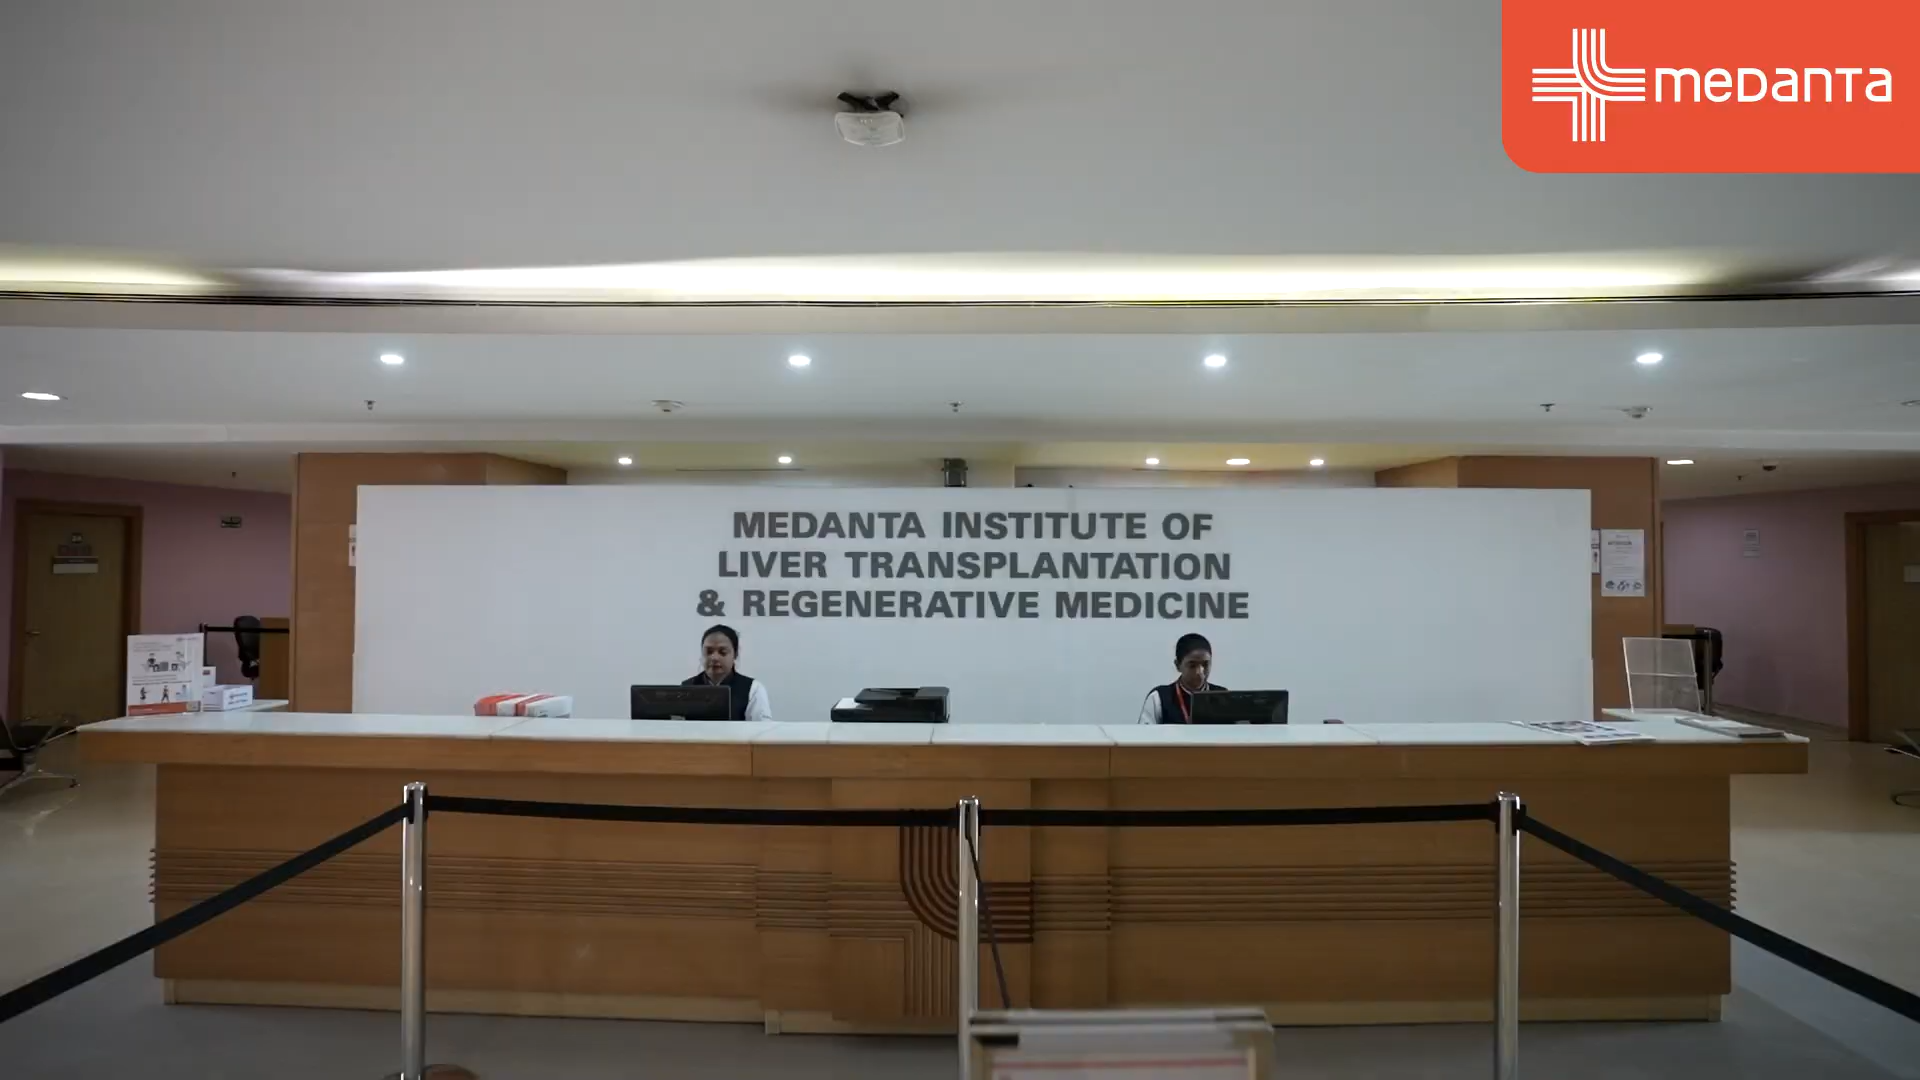 medanta
MEDANTA INSTITUTE OF
LIVER TRANSPLANTATION
& REGENERATIVE MEDICINE